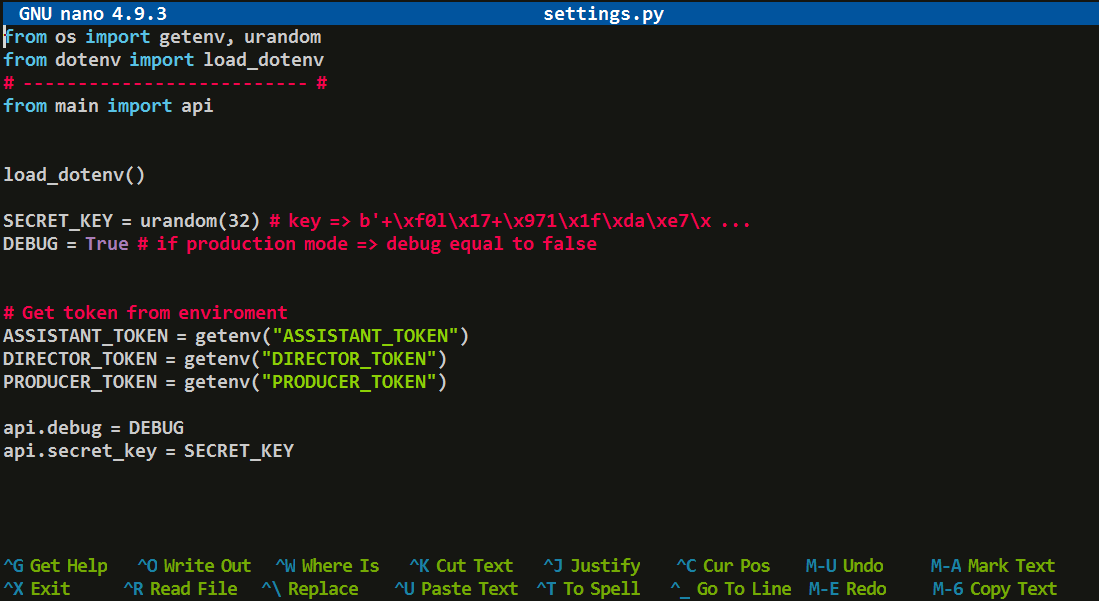 GNU nano 4.9.3 settings.py
from os import getenv, urandom
from dotenv import load_dotenv
# -------------------------- #
from main import api
load_dotenv()
SECRET_KEY = urandom(32) # key => b'+\xf0l\x17+\x971\x1f\xda\xe7\x ...
DEBUG = True # if production mode => debug equal to false
# Get token from enviroment
ASSISTANT_TOKEN = getenv("ASSISTANT_TOKEN")
DIRECTOR_TOKEN = getenv("DIRECTOR_TOKEN")
PRODUCER_TOKEN = getenv("PRODUCER_TOKEN")
api.debug = DEBUG
api.secret_key = SECRET_KEY
^G Get Help ^O Write Out ^W Where Is ^K Cut Text ^J Justify ^C Cur Pos M-U Undo M-A Mark Text
^X Exit ^R Read File ^\ Replace ^U Paste Text ^T To Spell ^_ Go To Line M-E Redo M-6 Copy Text